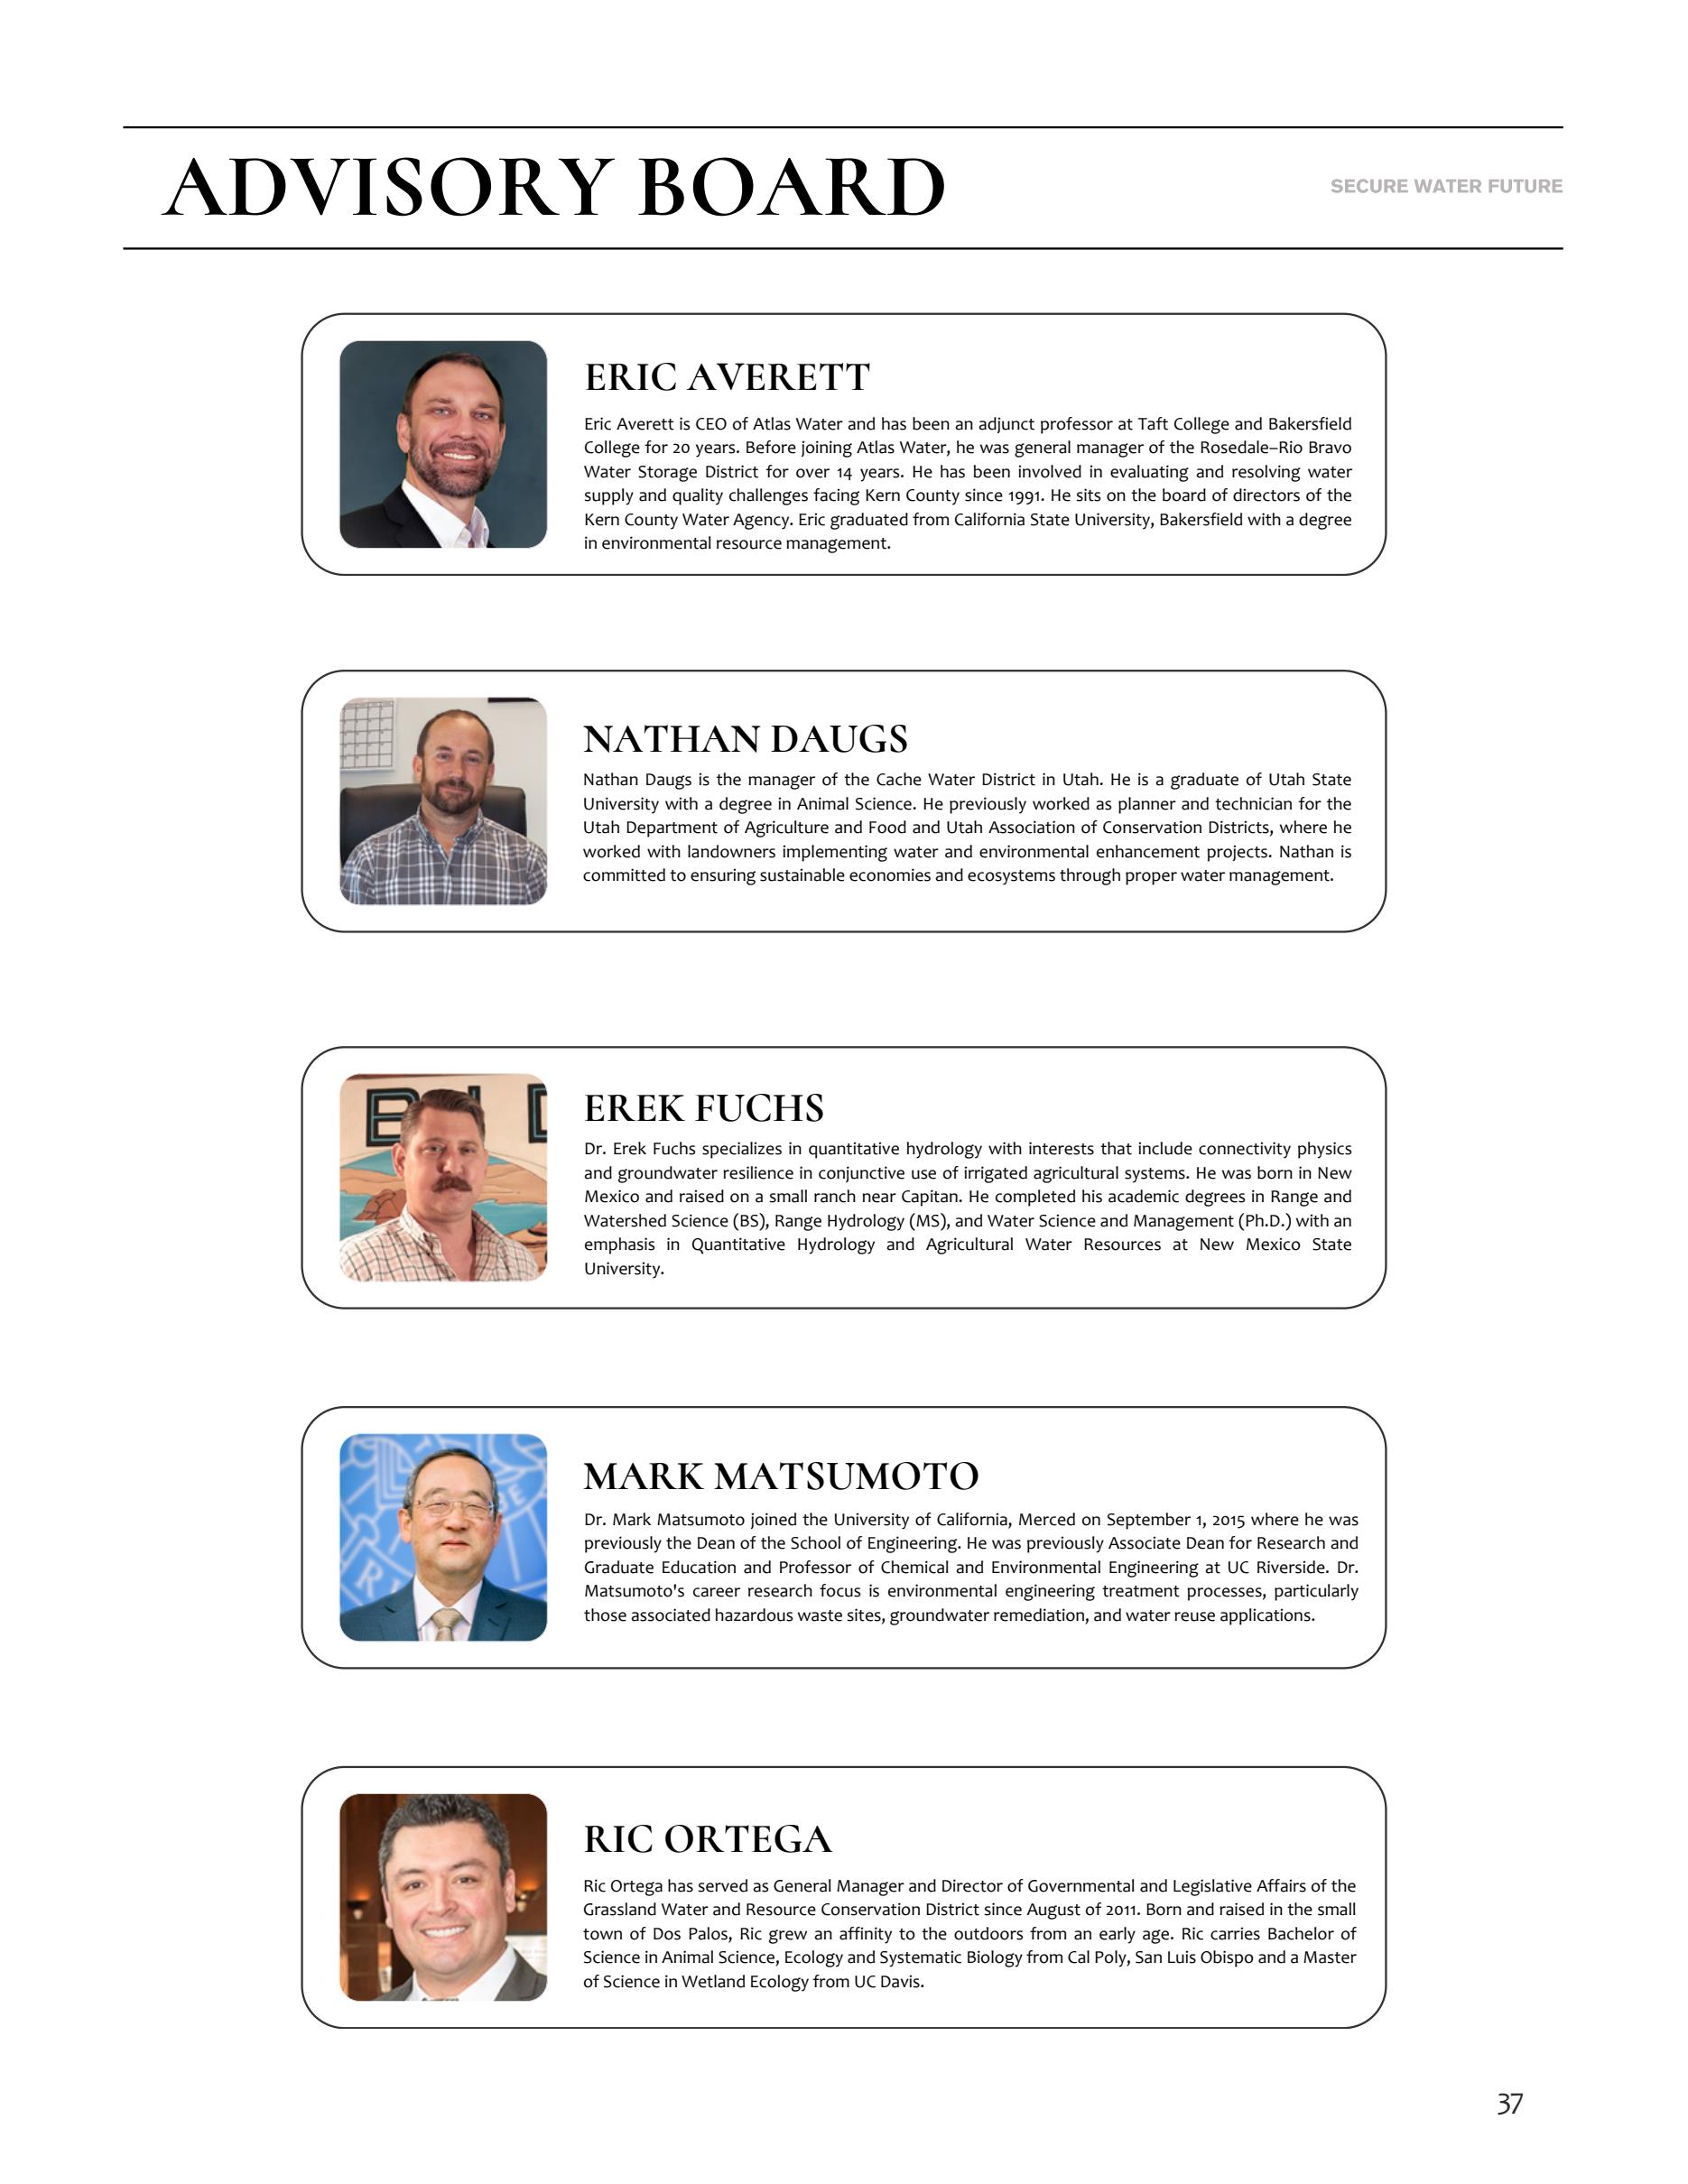 ADVISORY BOARD
SECURE WATER FUTURE
ERIC AVERETT
Eric Averett is CEO of Atlas Water and has been an adjunct professor at Taft College and Bakersfield
College for 20 years. Before joining Atlas Water, he was general manager of the Rosedale–Rio Bravo
Water Storage District for over 14 years. He has been involved in evaluating and resolving water
supply and quality challenges facing Kern County since 1991. He sits on the board of directors of the
Kern County Water Agency. Eric graduated from California State University, Bakersfield with a degree
in environmental resource management.
NATHAN DAUGS
Nathan Daugs is the manager of the Cache Water District in Utah. He is a graduate of Utah State
University with a degree in Animal Science. He previously worked as planner and technician for the
Utah Department of Agriculture and Food and Utah Association of Conservation Districts, where he
worked with landowners implementing water and environmental enhancement projects. Nathan is
committed to ensuring sustainable economies and ecosystems through proper water management.
EREK FUCHS
Dr. Erek Fuchs specializes in quantitative hydrology with interests that include connectivity physics
and groundwater resilience in conjunctive use of irrigated agricultural systems. He was born in New
Mexico and raised on a small ranch near Capitan. He completed his academic degrees in Range and
Watershed Science (BS), Range Hydrology (MS), and Water Science and Management (Ph.D.) with an
emphasis in Quantitative Hydrology and Agricultural Water Resources at New Mexico State
University.
MARK MATSUMOTO
Dr. Mark Matsumoto joined the University of California, Merced on September 1, 2015 where he was
previously the Dean of the School of Engineering. He was previously Associate Dean for Research and
Graduate Education and Professor of Chemical and Environmental Engineering at UC Riverside. Dr.
Matsumoto's career research focus is environmental engineering treatment processes, particularly
those associated hazardous waste sites, groundwater remediation, and water reuse applications.
RIC ORTEGA
Ric Ortega has served as General Manager and Director of Governmental and Legislative Affairs of the
Grassland Water and Resource Conservation District since August of 2011. Born and raised in the small
town of Dos Palos, Ric grew an affinity to the outdoors from an early age. Ric carries Bachelor of
Science in Animal Science, Ecology and Systematic Biology from Cal Poly, San Luis Obispo and a Master
of Science in Wetland Ecology from UC Davis.
37